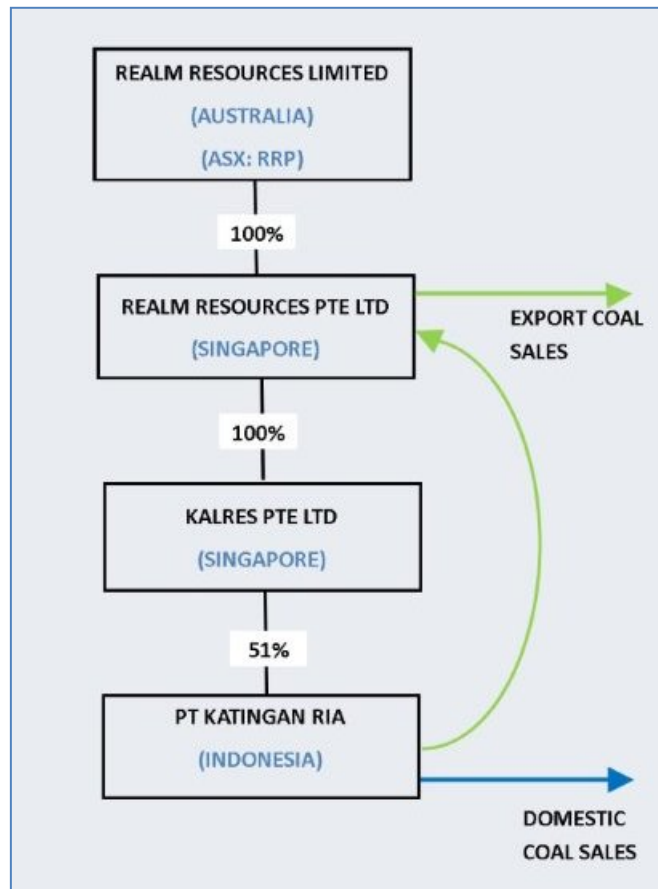 REALM RESOURCES LIMITED
(AUSTRALIA)
(ASX: RRP)
100%
REALM RESOURCES PTE LTD
(SINGAPORE)
EXPORT COAL
SALES
100%
KALRES PTE LTD
(SINGAPORE)
51%
PT KATINGAN RIA
(INDONESIA)
DOMESTIC
COAL SALES